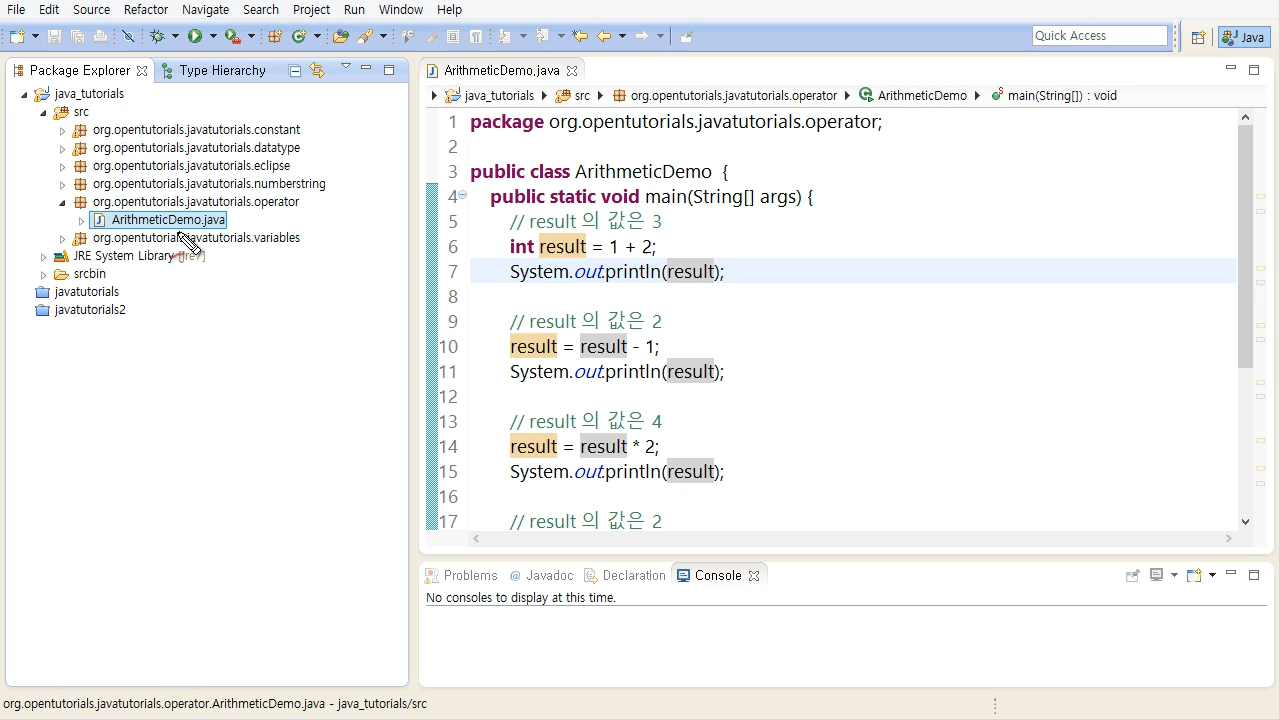 File Edit Source Refactor Navigate Search Project Run Window Help
Quick Access
Java
Package Explorer
Type Hierarchy
java_tutorials
src
org.opentutorials.javatutorials.constant
org.opentutorials.javatutorials.datatype
org.opentutorials.javatutorials.eclipse
org.opentutorials.javatutorials.numberstring
org.opentutorials.javatutorials.operator
ArithmeticDemo.java
org.opentutorials.javatutorials.variables
JRE System Library [jre7]
srcbin
javatutorials
javatutorials2
ArithmeticDemo.java
java_tutorials src org.opentutorials.javatutorials.operator ArithmeticDemo main(String[]) : void
1 package org.opentutorials.javatutorials.operator;
2
3 public class ArithmeticDemo {
4 public static void main(String[] args) {
5 // result 의 값은 3
6 int result = 1 + 2;
7 System.out.println(result);
8
9 // result 의 값은 2
10 result = result - 1;
11 System.out.println(result);
12
13 // result 의 값은 4
14 result = result * 2;
15 System.out.println(result);
16
17 // result 의 값은 2
Problems @ Javadoc Declaration Console
No consoles to display at this time.
org.opentutorials.javatutorials.operator.ArithmeticDemo.java - java_tutorials/src